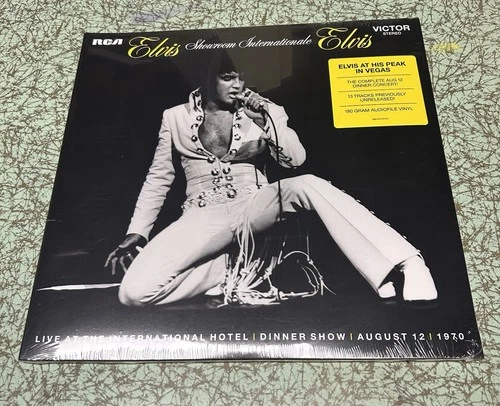 RCA Elvis Showroom Internationale Elvis VICTOR
STEREO
ELVIS AT HIS PEAK
IN VEGAS
THE COMPLETE AUG 12
DINNER CONCERT!
13 TRACKS PREVIOUSLY
UNRELEASED!
180 GRAM AUDIOFILE VINYL
LIVE AT THE INTERNATIONAL HOTEL | DINNER SHOW | AUGUST 12 | 1970